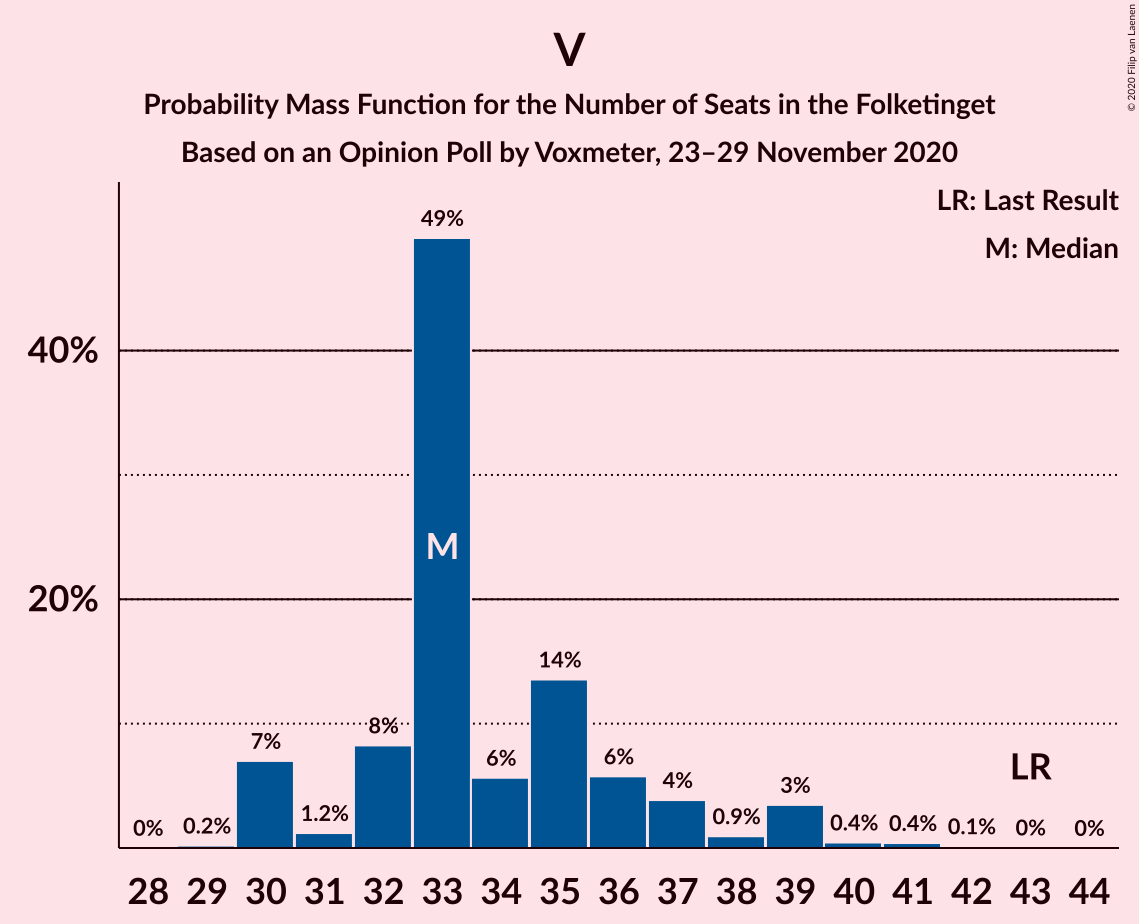 V
Probability Mass Function for the Number of Seats in the Folketinget
Based on an Opinion Poll by Voxmeter, 23–29 November 2020
© 2020 Filip van Laenen
LR: Last Result
M: Median
40%
20%
0% 0.2% 7% 1.2% 8% 49% 6% 14% 6% 4% 0.9% 3% 0.4% 0.4% 0.1% 0% 0%
M
LR
28 29 30 31 32 33 34 35 36 37 38 39 40 41 42 43 44